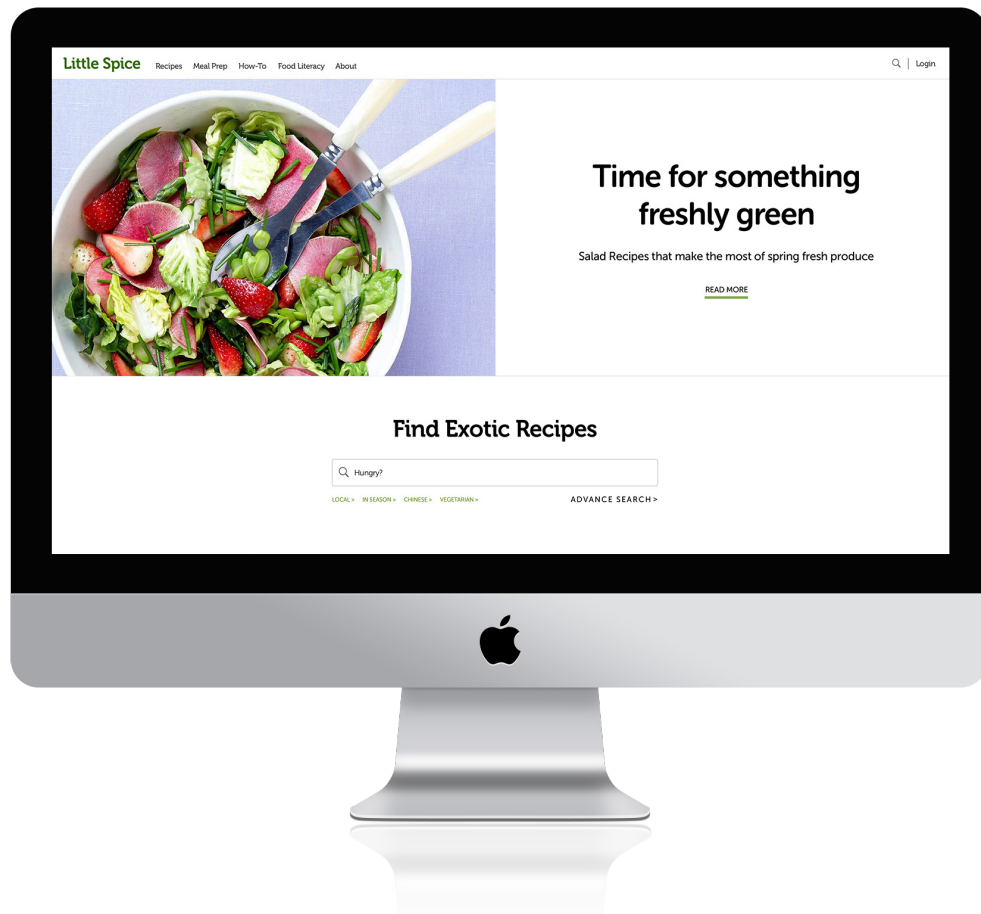 Little Spice Recipes Meal Prep How-To Food Literacy About Login
Time for something
freshly green
Salad Recipes that make the most of spring fresh produce
READ MORE
Find Exotic Recipes
Hungry?
LOCAL > IN SEASON > CHINESE > VEGETARIAN > ADVANCE SEARCH >